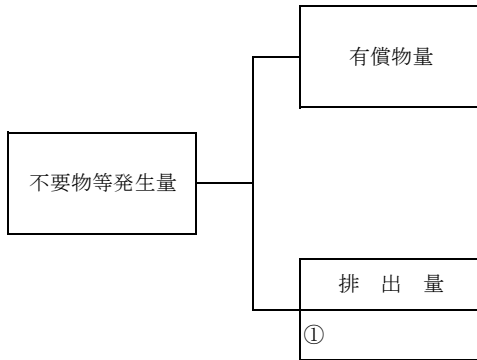 有償物量
不要物等発生量
排 出 量
①